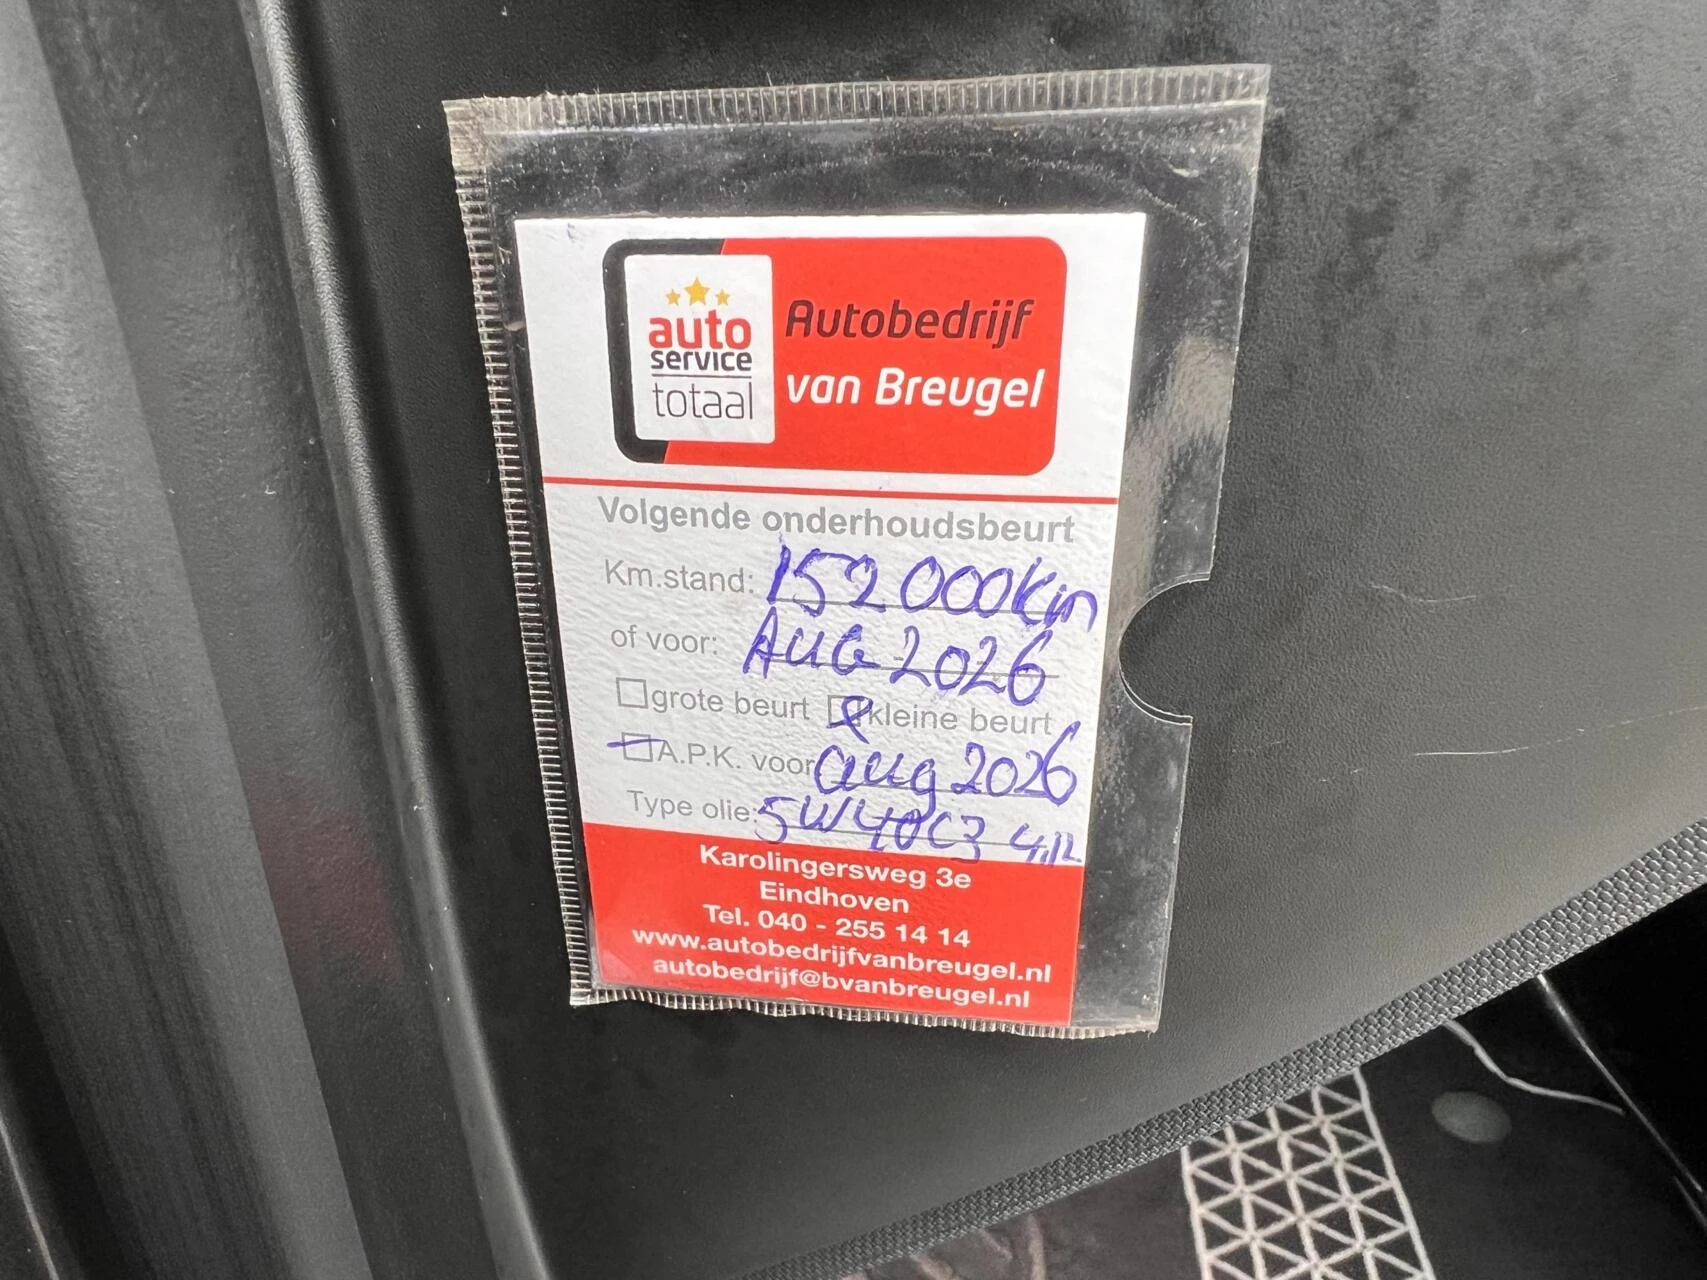 auto
service
totaal
Autobedrijf
van Breugel
Volgende onderhoudsbeurt
Km.stand: 152 000km
of voor: AUG 2026
grote beurt kleine beurt
A.P.K. voor aug 2026
Type olie: 5W40C3
Karolingersweg 3e
Eindhoven
Tel. 040 - 255 14 14
www.autobedrijfvanbreugel.nl
autobedrijf@bvanbreugel.nl